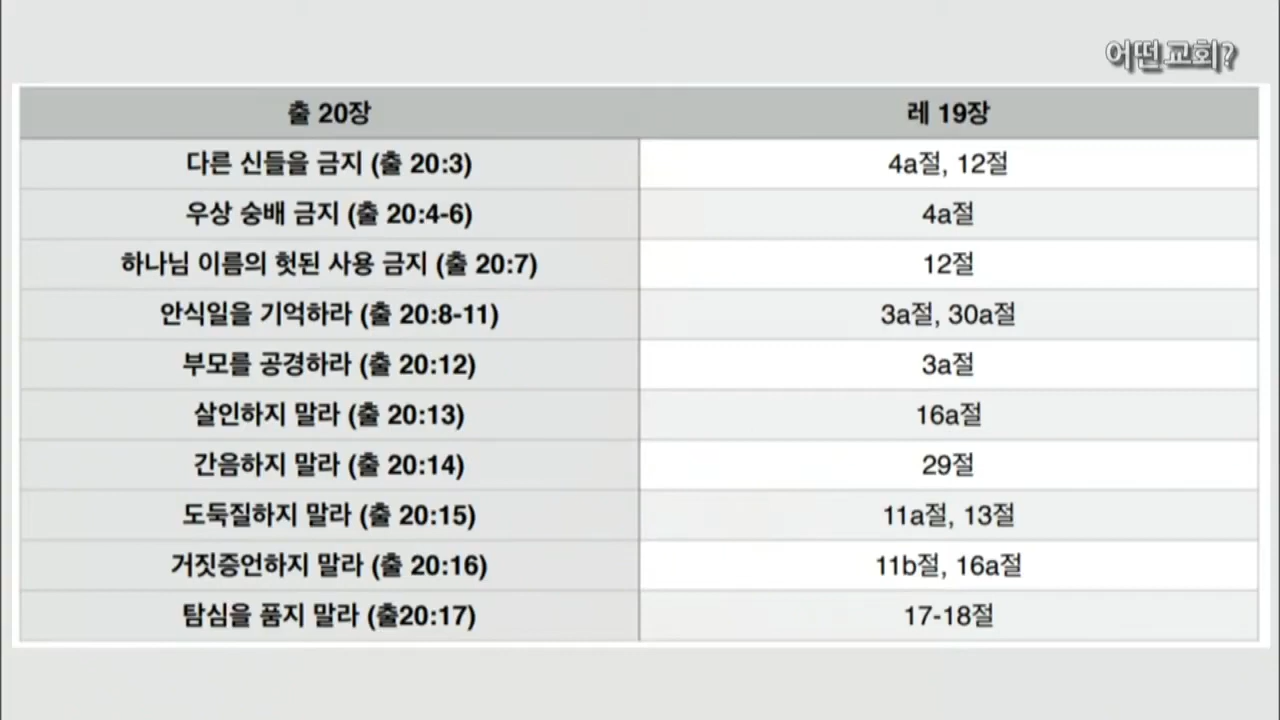 어떤교회?
출 20장 레 19장
다른 신들을 금지 (출 20:3) 4a절, 12절
우상 숭배 금지 (출 20:4-6) 4a절
하나님 이름의 헛된 사용 금지 (출 20:7) 12절
안식일을 기억하라 (출 20:8-11) 3a절, 30a절
부모를 공경하라 (출 20:12) 3a절
살인하지 말라 (출 20:13) 16a절
간음하지 말라 (출 20:14) 29절
도둑질하지 말라 (출 20:15) 11a절, 13절
거짓증언하지 말라 (출 20:16) 11b절, 16a절
탐심을 품지 말라 (출20:17) 17-18절